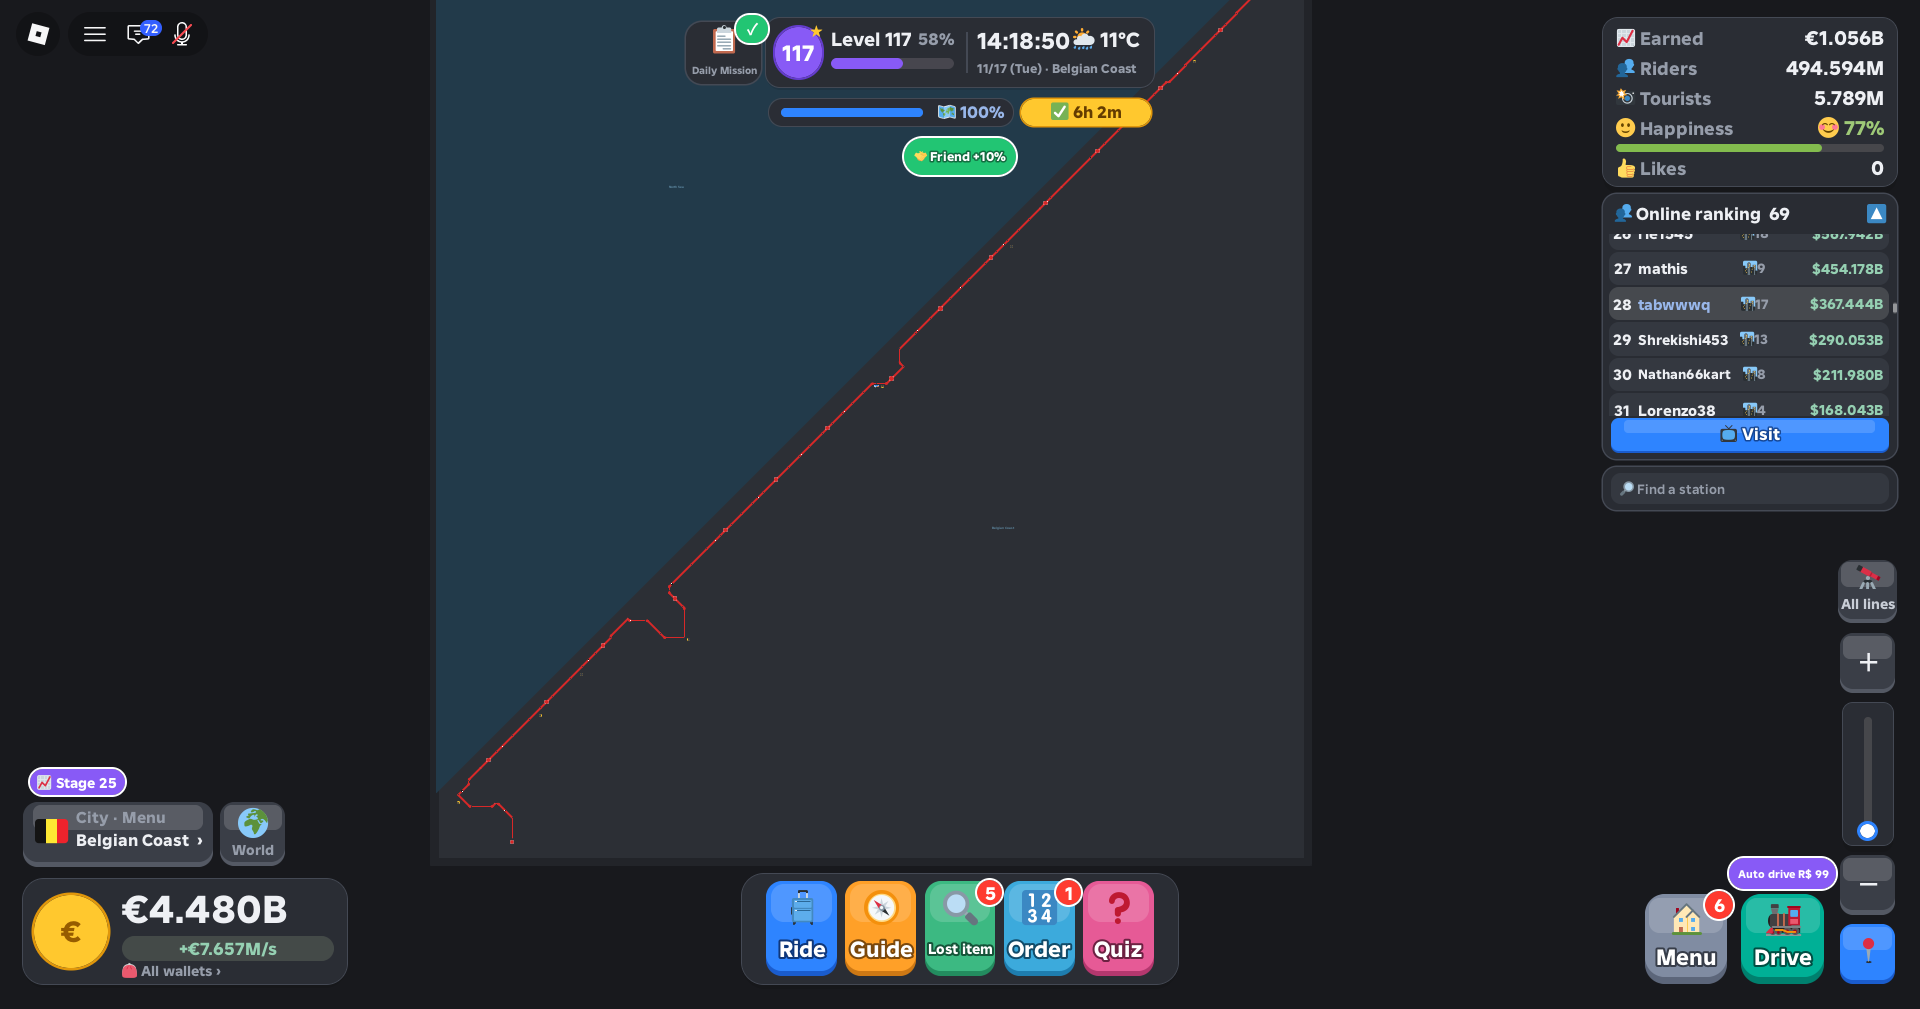 72
Daily Mission
117
Level 117 58%
14:18:50 11°C
11/17 (Tue) · Belgian Coast
100%
6h 2m
Friend +10%
Earned €1.056B
Riders 494.594M
Tourists 5.789M
Happiness 77%
Likes 0
Online ranking 69
27 mathis 9 $454.178B
28 tabwwwq 17 $367.444B
29 Shrekishi453 13 $290.053B
30 Nathan66kart 8 $211.980B
31 Lorenzo38 4 $168.043B
Visit
Find a station
All lines
+
Belgian Coast
Stage 25
City · Menu
Belgian Coast ›
World
€4.480B
+€7.657M/s
All wallets ›
Ride
Guide
5
Lost item
1
1 2
3 4
Order
Quiz
Auto drive R$ 99
6
Menu
Drive